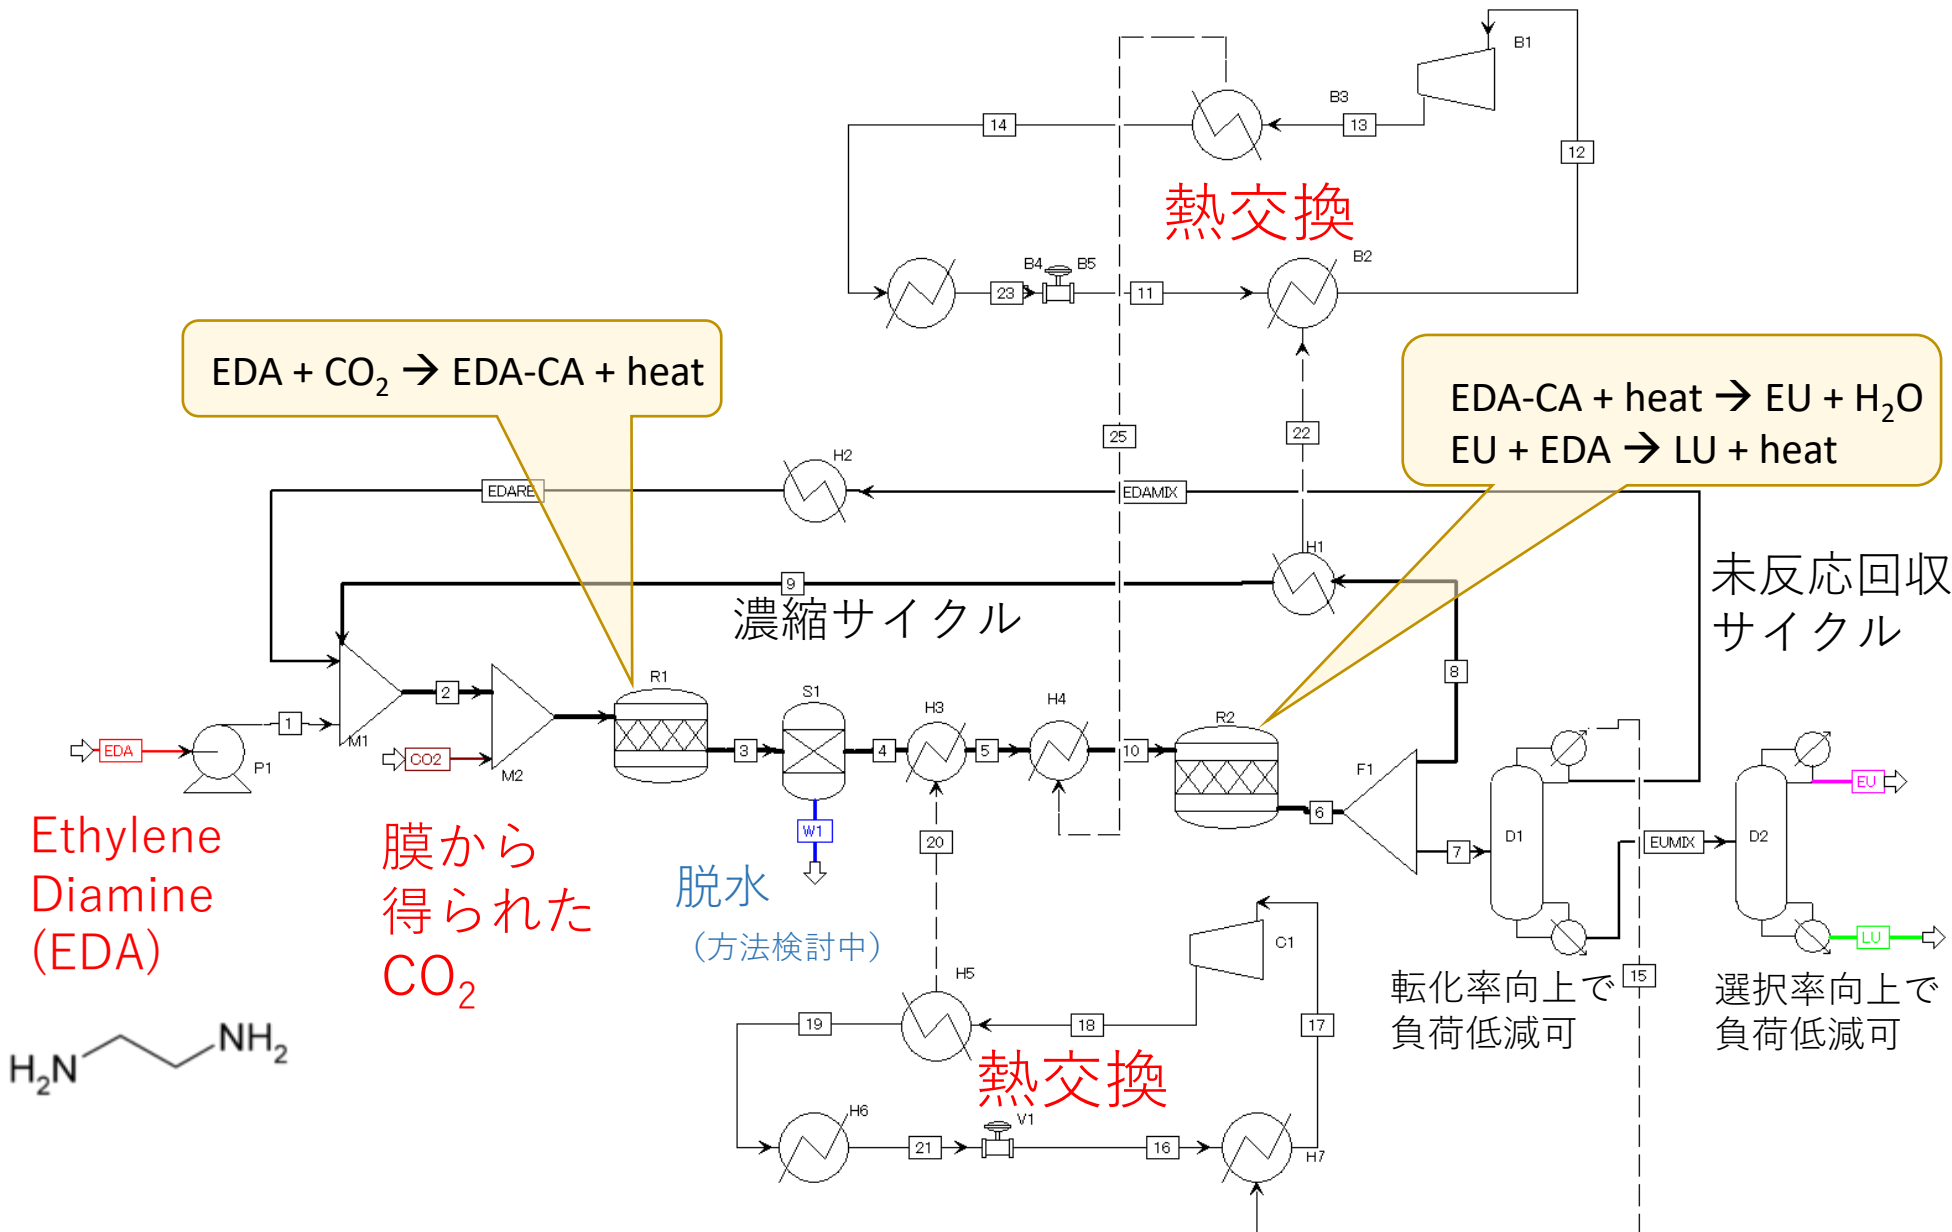 B1
B3
13
14
12
熱交換
B2
B4
B5
23
11
EDA + CO₂ → EDA-CA + heat
EDA-CA + heat → EU + H₂O
EU + EDA → LU + heat
25
22
H2
EDAMIX
H1
9
濃縮サイクル
未反応回収
サイクル
8
2
R1
S1
H3
H4
R2
1
M1
EDA
P1
CO2
M2
3
4
5
10
F1
6
7
D1
EUMIX
D2
EU
LU
W1
20
Ethylene
Diamine
(EDA)
膜から
得られた
CO₂
脱水
(方法検討中)
C1
H5
19
18
17
15
転化率向上で
負荷低減可
選択率向上で
負荷低減可
熱交換
H₂N
NH₂
H6
21
V1
16
H7